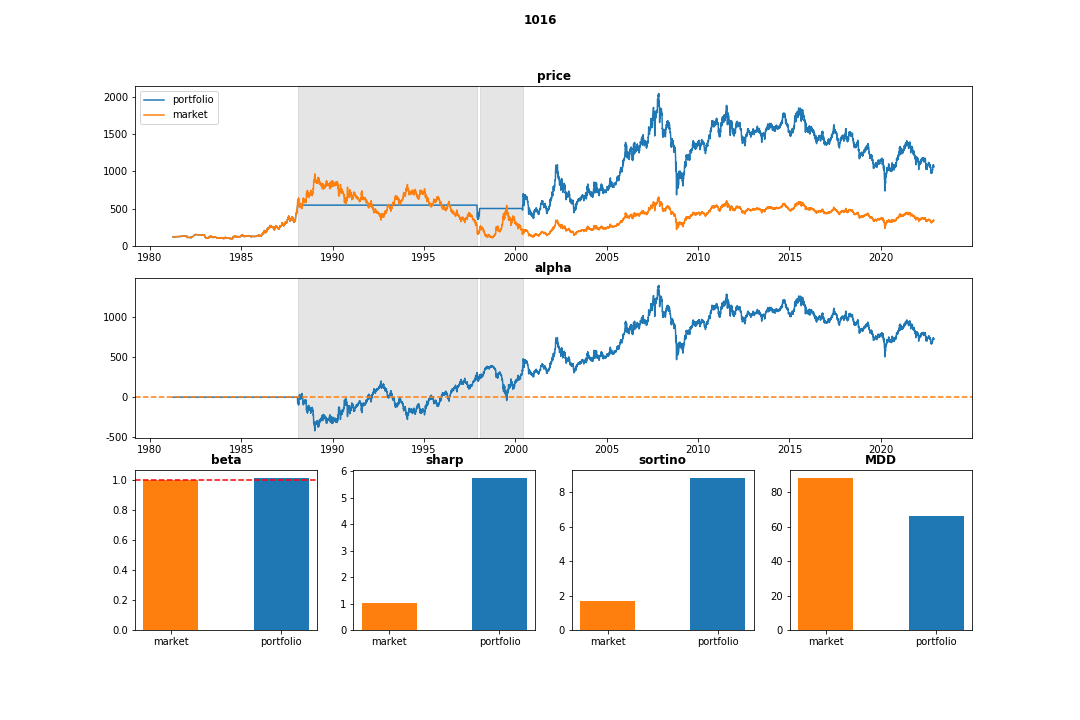 1016
price
portfolio
market
2000
1500
1000
500
0
1980 1985 1990 1995 2000 2005 2010 2015 2020
alpha
1000
500
0
-500
1980 1985 1990 1995 2000 2005 2010 2015 2020
beta
1.0
0.8
0.6
0.4
0.2
0.0
market portfolio
sharp
6
5
4
3
2
1
0
market portfolio
sortino
8
6
4
2
0
market portfolio
MDD
80
60
40
20
0
market portfolio